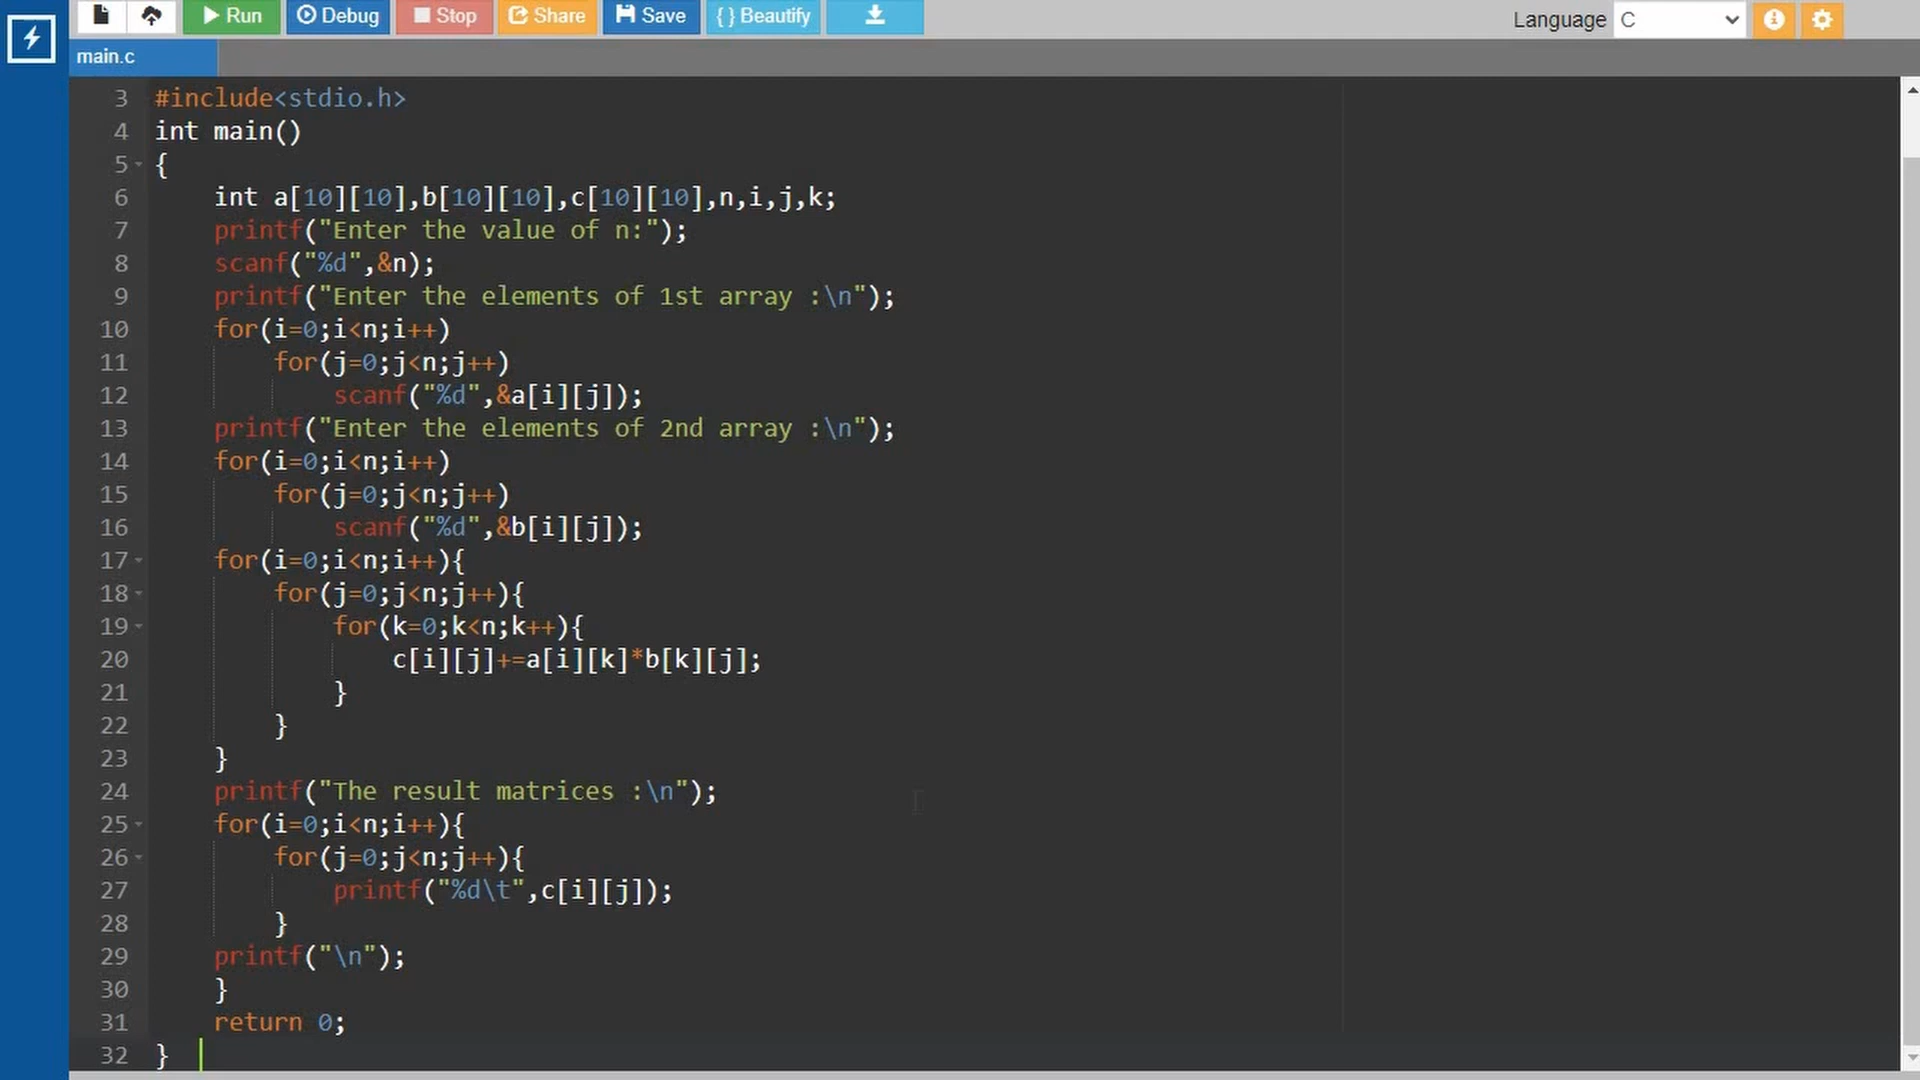 Run Debug Stop Share Save { } Beautify Language C
main.c
3 #include<stdio.h>
4 int main()
5 {
6 int a[10][10],b[10][10],c[10][10],n,i,j,k;
7 printf("Enter the value of n:");
8 scanf("%d",&n);
9 printf("Enter the elements of 1st array :\n");
10 for(i=0;i<n;i++)
11 for(j=0;j<n;j++)
12 scanf("%d",&a[i][j]);
13 printf("Enter the elements of 2nd array :\n");
14 for(i=0;i<n;i++)
15 for(j=0;j<n;j++)
16 scanf("%d",&b[i][j]);
17 for(i=0;i<n;i++){
18 for(j=0;j<n;j++){
19 for(k=0;k<n;k++){
20 c[i][j]+=a[i][k]*b[k][j];
21 }
22 }
23 }
24 printf("The result matrices :\n");
25 for(i=0;i<n;i++){
26 for(j=0;j<n;j++){
27 printf("%d\t",c[i][j]);
28 }
29 printf("\n");
30 }
31 return 0;
32 }